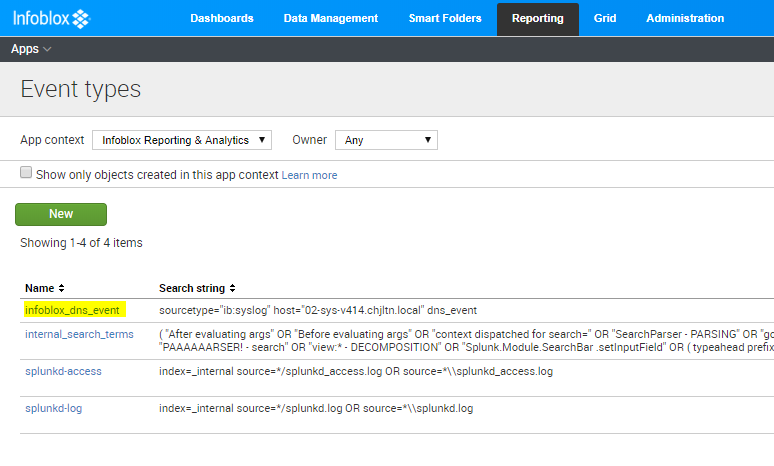 Infoblox Dashboards Data Management Smart Folders Reporting Grid Administration
Apps
Event types
App context Infoblox Reporting & Analytics Owner Any
Show only objects created in this app context Learn more
New
Showing 1-4 of 4 items
Name Search string
infoblox_dns_event sourcetype="ib:syslog" host="02-sys-v414.chjltn.local" dns_event
internal_search_terms ( "After evaluating args" OR "Before evaluating args" OR "context dispatched for search=" OR "SearchParser - PARSING" OR "go
"PAAAAAARSER! - search" OR "view:* - DECOMPOSITION" OR "Splunk.Module.SearchBar .setInputField" OR ( typeahead prefix
splunkd-access index=_internal source=*/splunkd_access.log OR source=*\\splunkd_access.log
splunkd-log index=_internal source=*/splunkd.log OR source=*\\splunkd.log